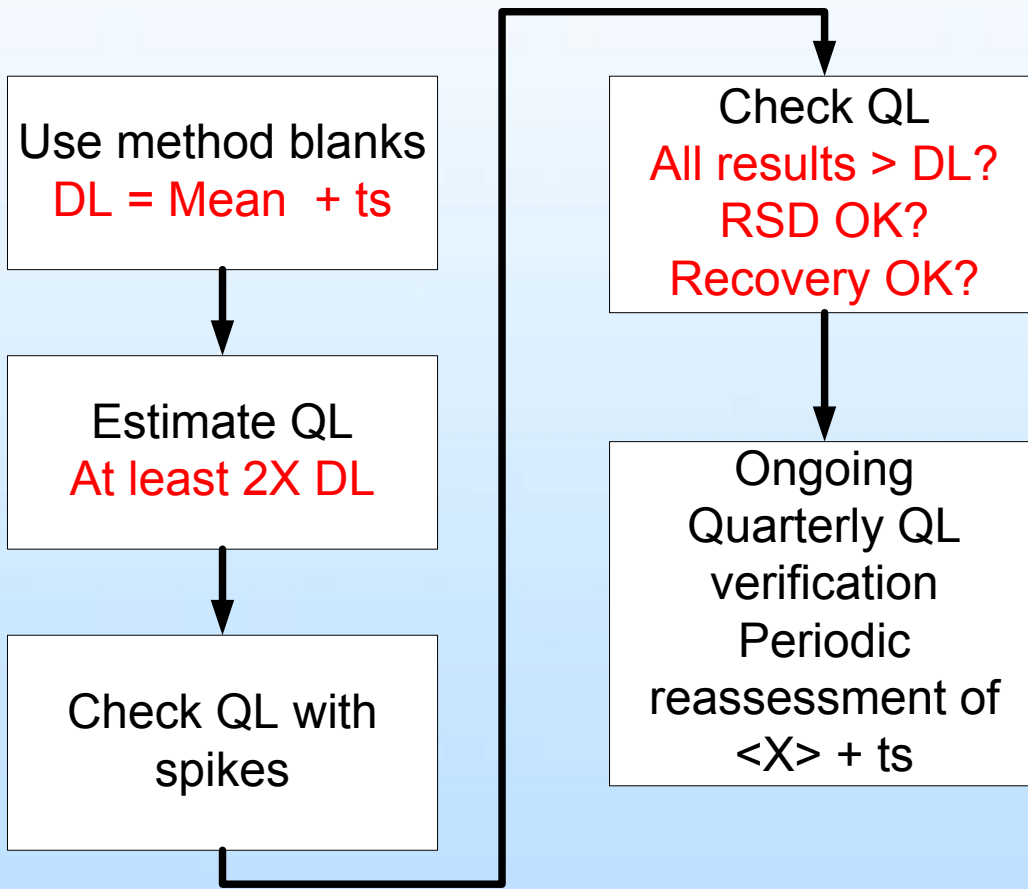 Use method blanks
DL = Mean + ts
Estimate QL
At least 2X DL
Check QL with
spikes
Check QL
All results > DL?
RSD OK?
Recovery OK?
Ongoing
Quarterly QL
verification
Periodic
reassessment of
<X> + ts